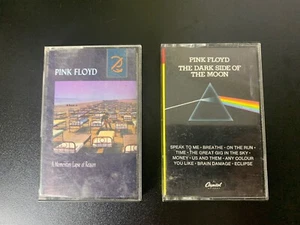 PINK FLOYD
A Momentary Lapse of Reason
PINK FLOYD
THE DARK SIDE OF
THE MOON
SPEAK TO ME • BREATHE • ON THE RUN •
TIME • THE GREAT GIG IN THE SKY •
MONEY • US AND THEM • ANY COLOUR
YOU LIKE • BRAIN DAMAGE • ECLIPSE
Capitol